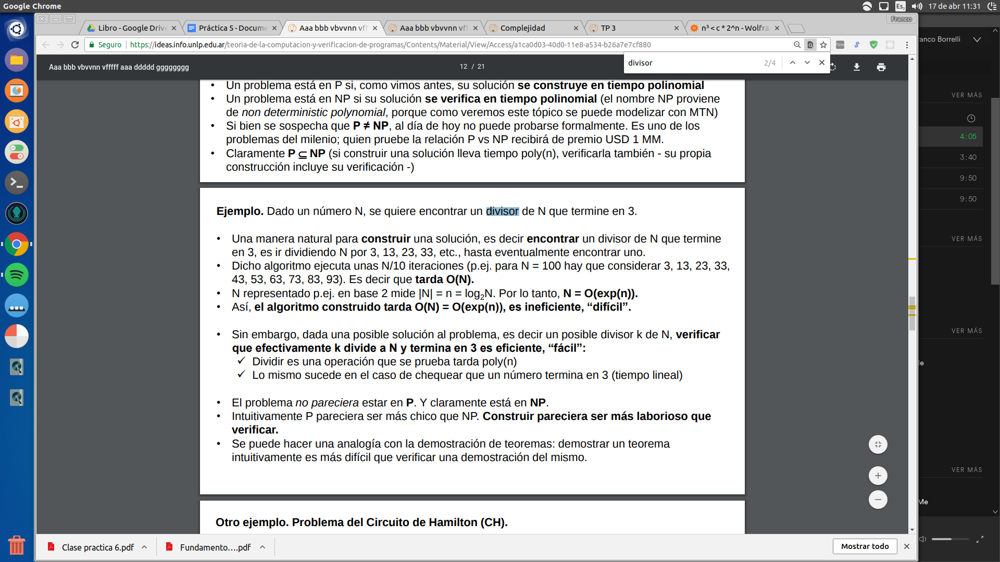 Google Chrome
Es2
17 de abr 11:31
Franco
Libro - Google Drive
Práctica 5 - Docume
Aaa bbb vbvvnn vff
Aaa bbb vbvvnn vff
Complejidad
TP 3
n³ < c * 2^n - Wolfra
Seguro
https://ideas.info.unlp.edu.ar/teoria-de-la-computacion-y-verificacion-de-programas/Contents/Material/View/Access/a1ca0d03-40d0-11e8-a534-b26a7e7cf880
anco Borrelli
Aaa bbb vbvvnn vfffff aaa ddddd gggggggg
12 / 21
divisor
2/4
• Un problema está en P si, como vimos antes, su solución se construye en tiempo polinomial
• Un problema está en NP si su solución se verifica en tiempo polinomial (el nombre NP proviene
de non deterministic polynomial, porque como veremos este tópico se puede modelizar con MTN)
• Si bien se sospecha que P ≠ NP, al día de hoy no puede probarse formalmente. Es uno de los
problemas del milenio; quien pruebe la relación P vs NP recibirá de premio USD 1 MM.
• Claramente P ⊆ NP (si construir una solución lleva tiempo poly(n), verificarla también - su propia
construcción incluye su verificación -)
Ejemplo. Dado un número N, se quiere encontrar un divisor de N que termine en 3.
• Una manera natural para construir una solución, es decir encontrar un divisor de N que termine
en 3, es ir dividiendo N por 3, 13, 23, 33, etc., hasta eventualmente encontrar uno.
• Dicho algoritmo ejecuta unas N/10 iteraciones (p.ej. para N = 100 hay que considerar 3, 13, 23, 33,
43, 53, 63, 73, 83, 93). Es decir que tarda O(N).
• N representado p.ej. en base 2 mide |N| = n = log2N. Por lo tanto, N = O(exp(n)).
• Así, el algoritmo construido tarda O(N) = O(exp(n)), es ineficiente, “difícil”.
• Sin embargo, dada una posible solución al problema, es decir un posible divisor k de N, verificar
que efectivamente k divide a N y termina en 3 es eficiente, “fácil”:
✓ Dividir es una operación que se prueba tarda poly(n)
✓ Lo mismo sucede en el caso de chequear que un número termina en 3 (tiempo lineal)
• El problema no pareciera estar en P. Y claramente está en NP.
• Intuitivamente P pareciera ser más chico que NP. Construir pareciera ser más laborioso que
verificar.
• Se puede hacer una analogía con la demostración de teoremas: demostrar un teorema
intuitivamente es más difícil que verificar una demostración del mismo.
Otro ejemplo. Problema del Circuito de Hamilton (CH).
VER MÁS
4:05
3:40
9:50
9:50
VER MÁS
VER MÁS
le
VER MÁS
Me
Clase practica 6.pdf
Fundamento....pdf
Mostrar todo